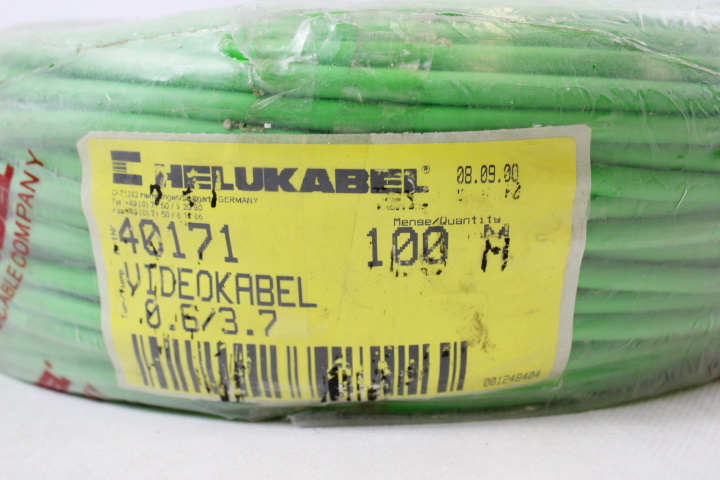 HELUKABEL®
08.09.00
GERMANY
Menge/Quantity
40171
100 M
VIDEOKABEL
0.6/3.7
001248404
CABLE COMPANY